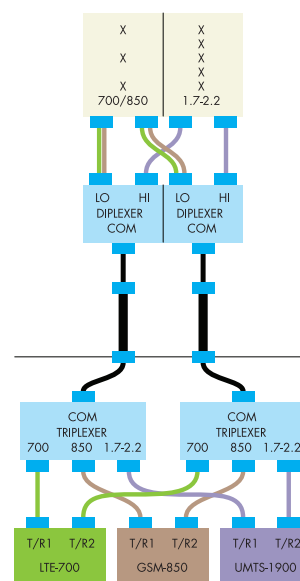 X X
X
X X
X
X X
700/850 1.7-2.2
LO HI LO HI
DIPLEXER DIPLEXER
COM COM
COM COM
TRIPLEXER TRIPLEXER
700 850 1.7-2.2 700 850 1.7-2.2
T/R1 T/R2 T/R1 T/R2 T/R1 T/R2
LTE-700 GSM-850 UMTS-1900